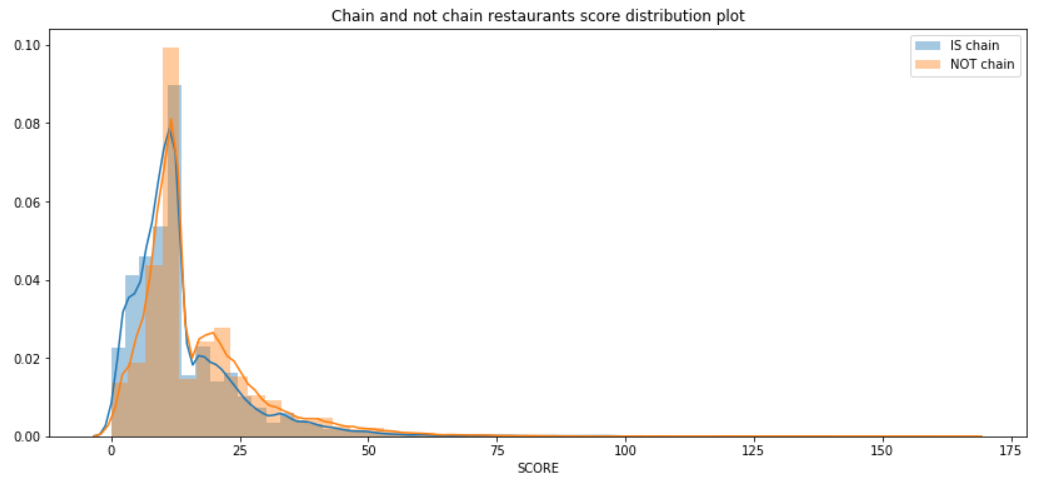 Chain and not chain restaurants score distribution plot
IS chain
NOT chain
0.10
0.08
0.06
0.04
0.02
0.00
0 25 50 75 100 125 150 175
SCORE